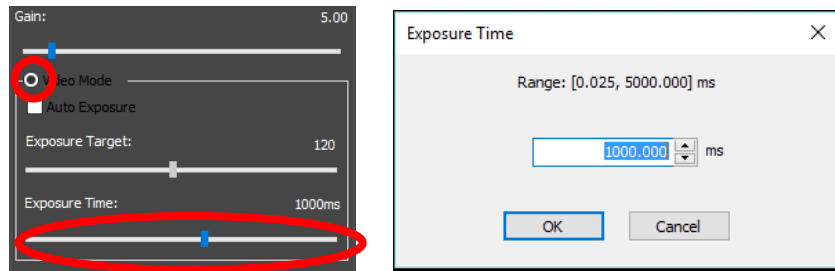 Gain: 5.00
Video Mode
Auto Exposure
Exposure Target: 120
Exposure Time: 1000ms
Exposure Time
Range: [0.025, 5000.000] ms
1000.000 ms
OK Cancel